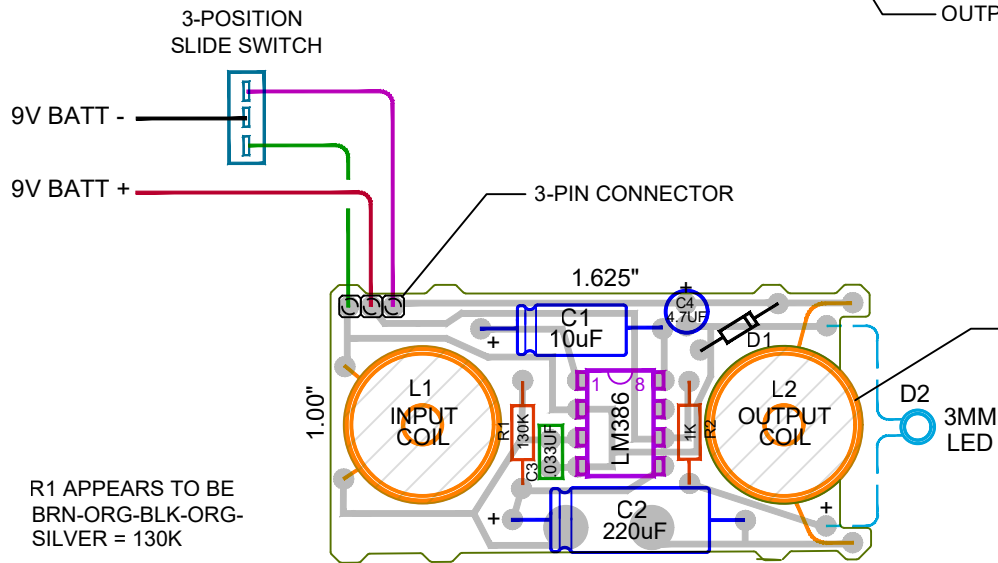 OUTP
3-POSITION
SLIDE SWITCH
9V BATT -
9V BATT +
3-PIN CONNECTOR
1.625"
+
C4
4.7UF
C1
10uF
+
D1
1.00"
L1
INPUT
COIL
R1
130K
C3
.033UF
1
8
LM386
1K
R2
L2
OUTPUT
COIL
D2
3MM
LED
R1 APPEARS TO BE
BRN-ORG-BLK-ORG-
SILVER = 130K
+
C2
220uF
+